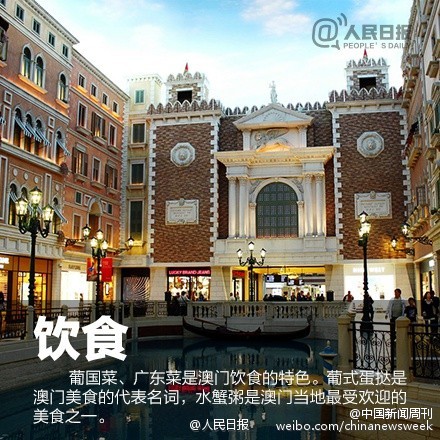 @人民日报
PEOPLE'S DAILY
LUCKY BRAND JEANS
饮食
葡国菜、广东菜是澳门饮食的特色。葡式蛋挞是
澳门美食的代表名词，水蟹粥是澳门当地最受欢迎的
美食之一。
@中国新闻周刊
@人民日报 weibo.com/chinanewsweek